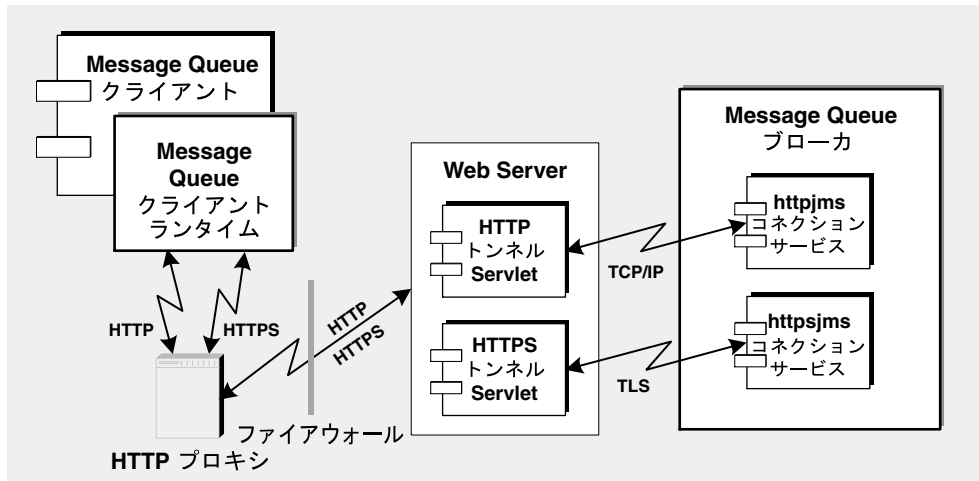 Message Queue
クライアント
Message
Queue
クライアント
ランタイム
HTTP
HTTPS
HTTP プロキシ
HTTP
HTTPS
ファイアウォール
Web Server
HTTP
トンネル
Servlet
HTTPS
トンネル
Servlet
TCP/IP
TLS
Message Queue
ブローカ
httpjms
コネクション
サービス
httpsjms
コネクション
サービス